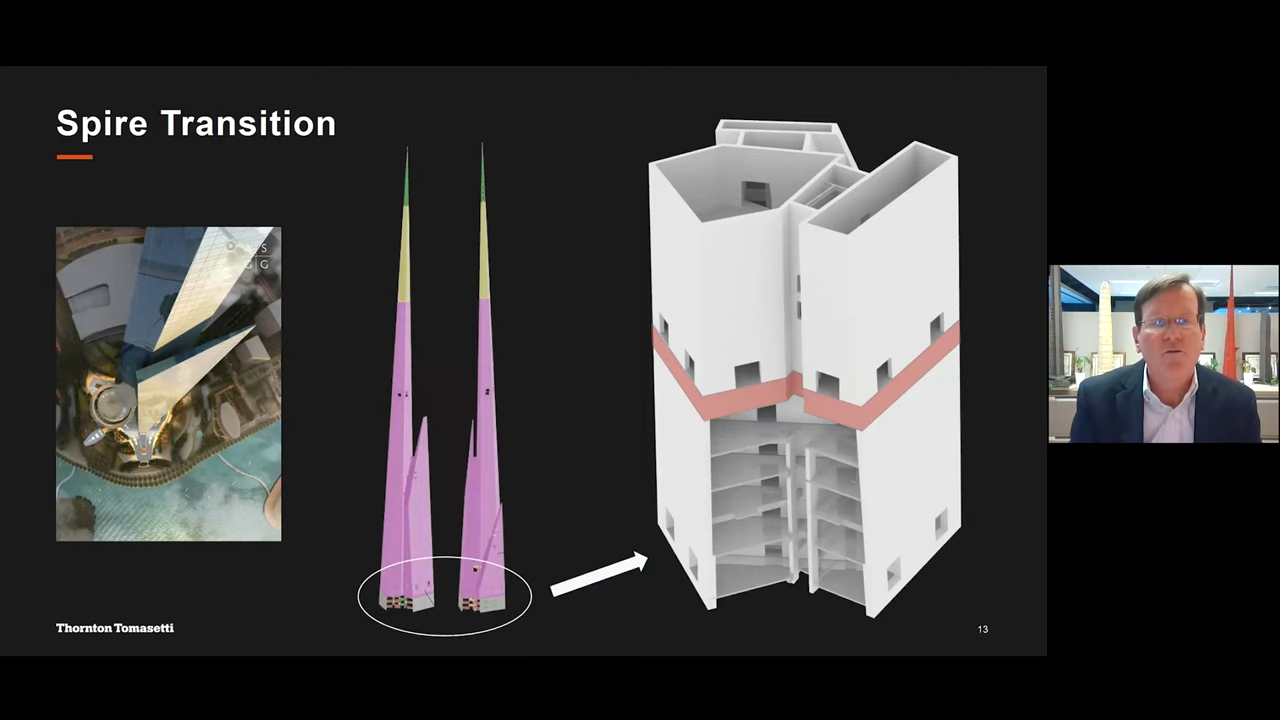 Spire Transition
A S
G G
Thornton Tomasetti
13